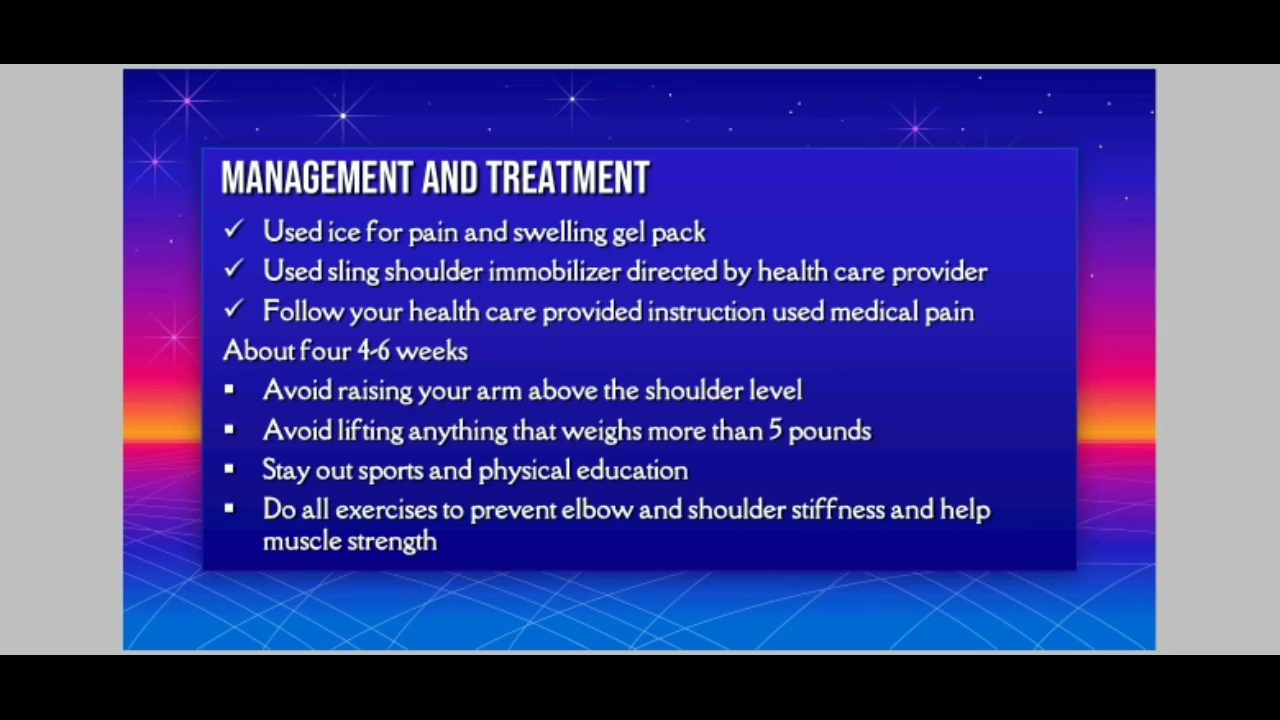 MANAGEMENT AND TREATMENT
✓ Used ice for pain and swelling gel pack
✓ Used sling shoulder immobilizer directed by health care provider
✓ Follow your health care provided instruction used medical pain
About four 4-6 weeks
▪ Avoid raising your arm above the shoulder level
▪ Avoid lifting anything that weighs more than 5 pounds
▪ Stay out sports and physical education
▪ Do all exercises to prevent elbow and shoulder stiffness and help
muscle strength